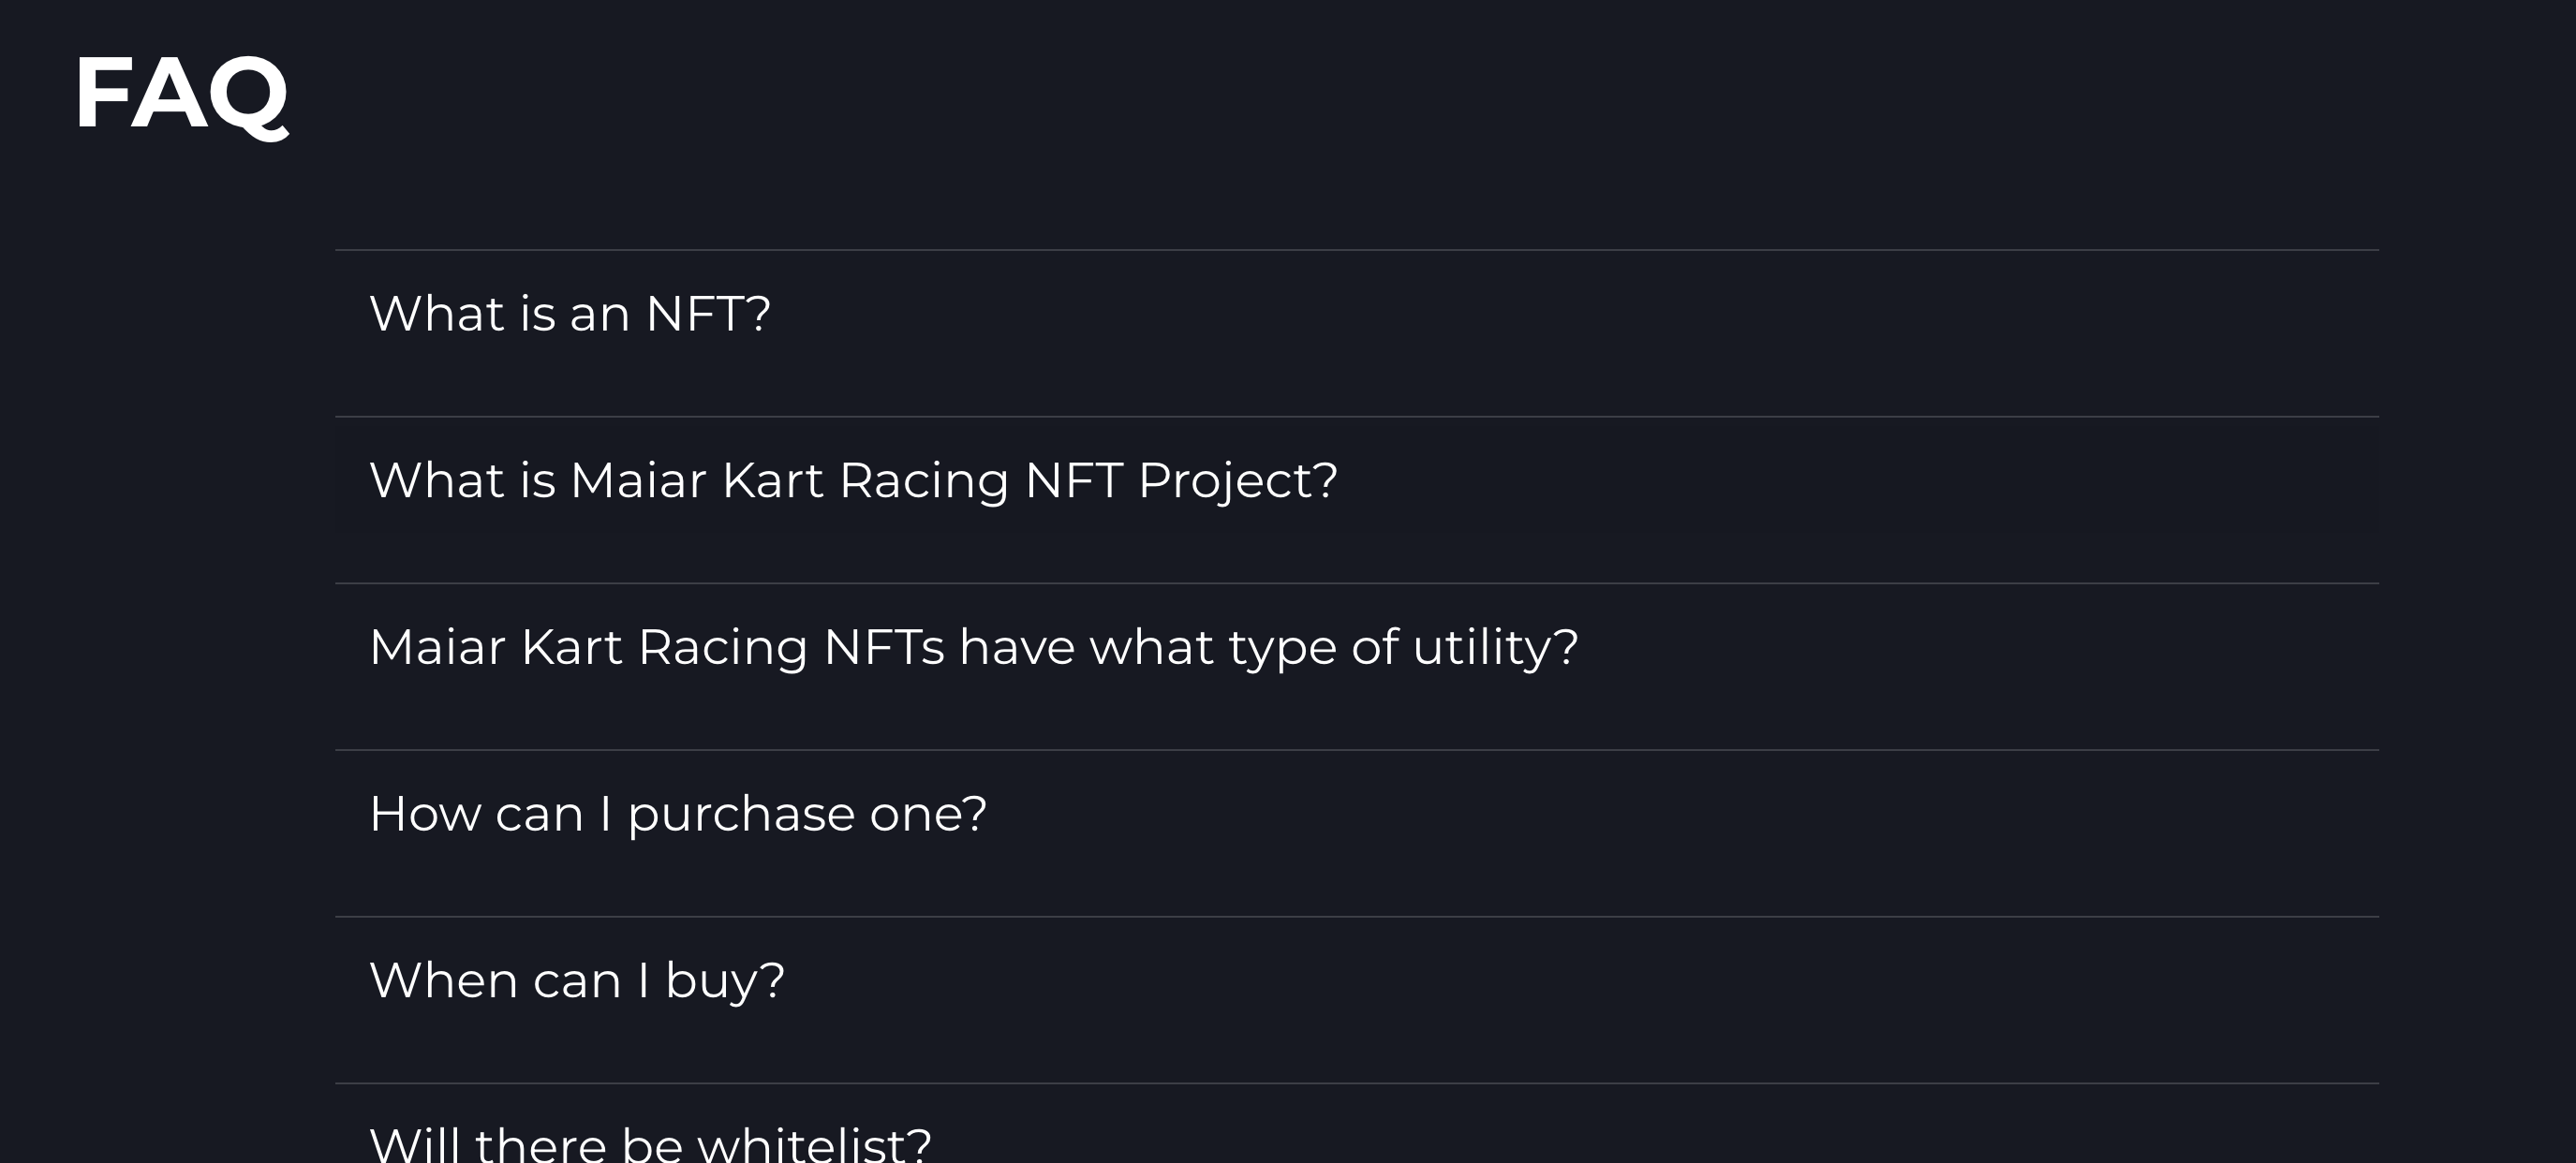 FAQ
What is an NFT?
What is Maiar Kart Racing NFT Project?
Maiar Kart Racing NFTs have what type of utility?
How can I purchase one?
When can I buy?
Will there be whitelist?